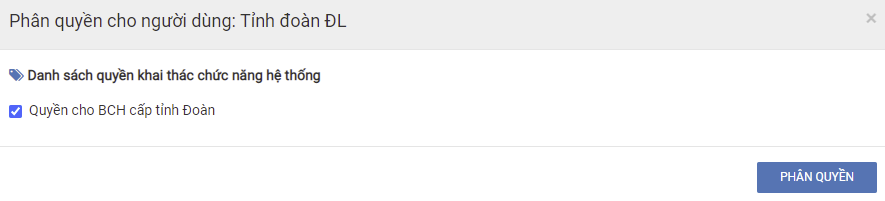 Phân quyền cho người dùng: Tỉnh đoàn ĐL
×
Danh sách quyền khai thác chức năng hệ thống
Quyền cho BCH cấp tỉnh Đoàn
PHÂN QUYỀN